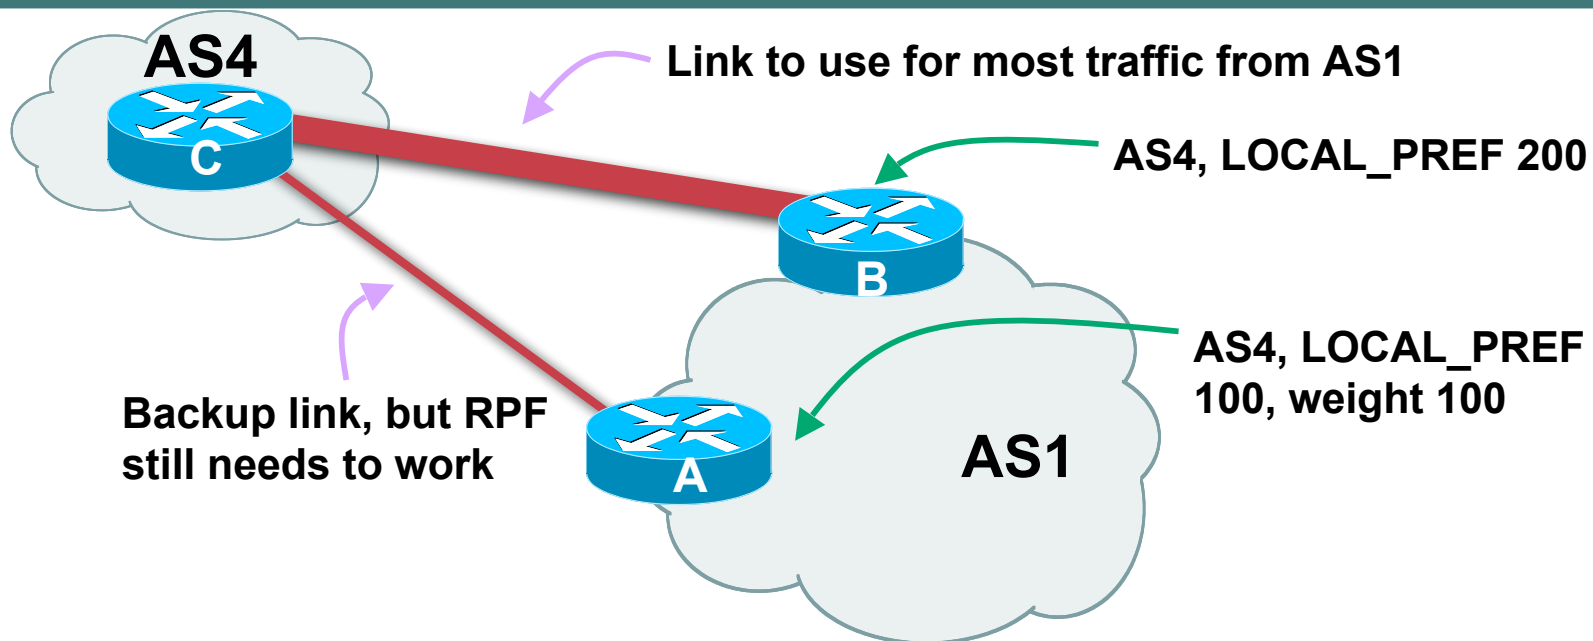 AS4
Link to use for most traffic from AS1
C
AS4, LOCAL_PREF 200
B
AS4, LOCAL_PREF
100, weight 100
Backup link, but RPF
still needs to work
A
AS1